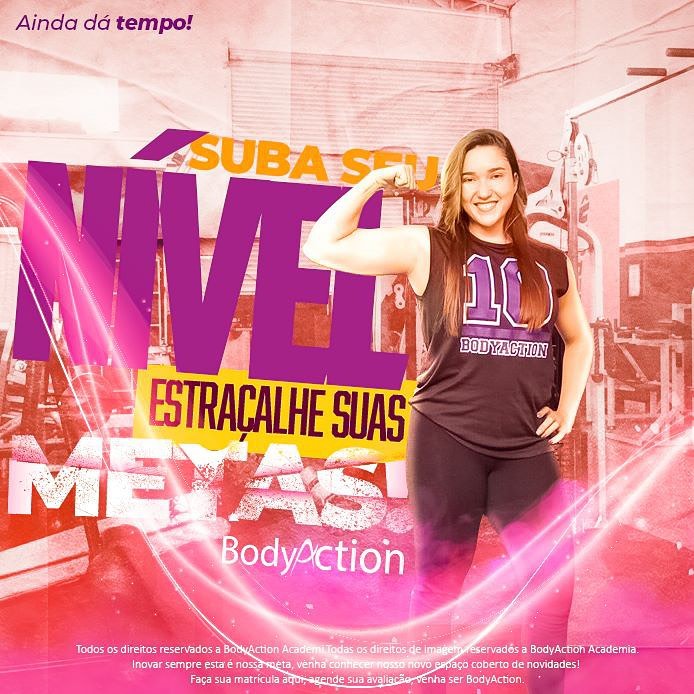 Ainda dá tempo!
SUBA SEU
NÍVEL
ESTRAÇALHE SUAS
METAS!
10
BODYACTION
BodyAction
Todos os direitos reservados a BodyAction Academi.Todas os direitos de imagem reservados a BodyAction Academia.
Inovar sempre esta é nossa meta, venha conhecer nosso novo espaço coberto de novidades!
Faça sua matrícula aqui, agende sua avaliação, venha ser BodyAction.